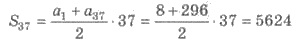 S₃₇ = (a₁ + a₃₇)/2 · 37 = (8 + 296)/2 · 37 = 5624